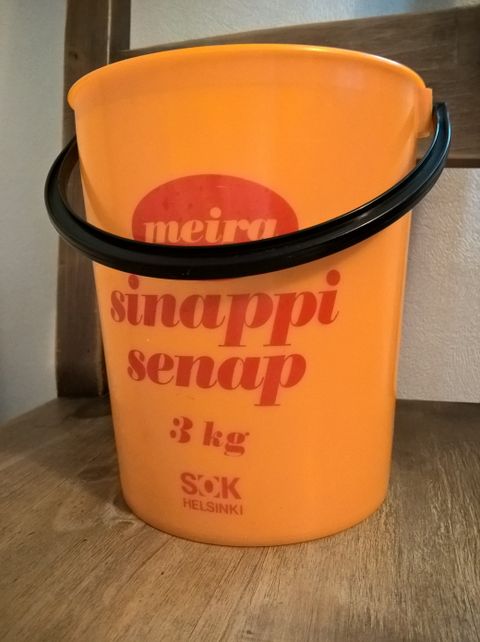 meira
sinappi
senap
3 kg
SOK
HELSINKI